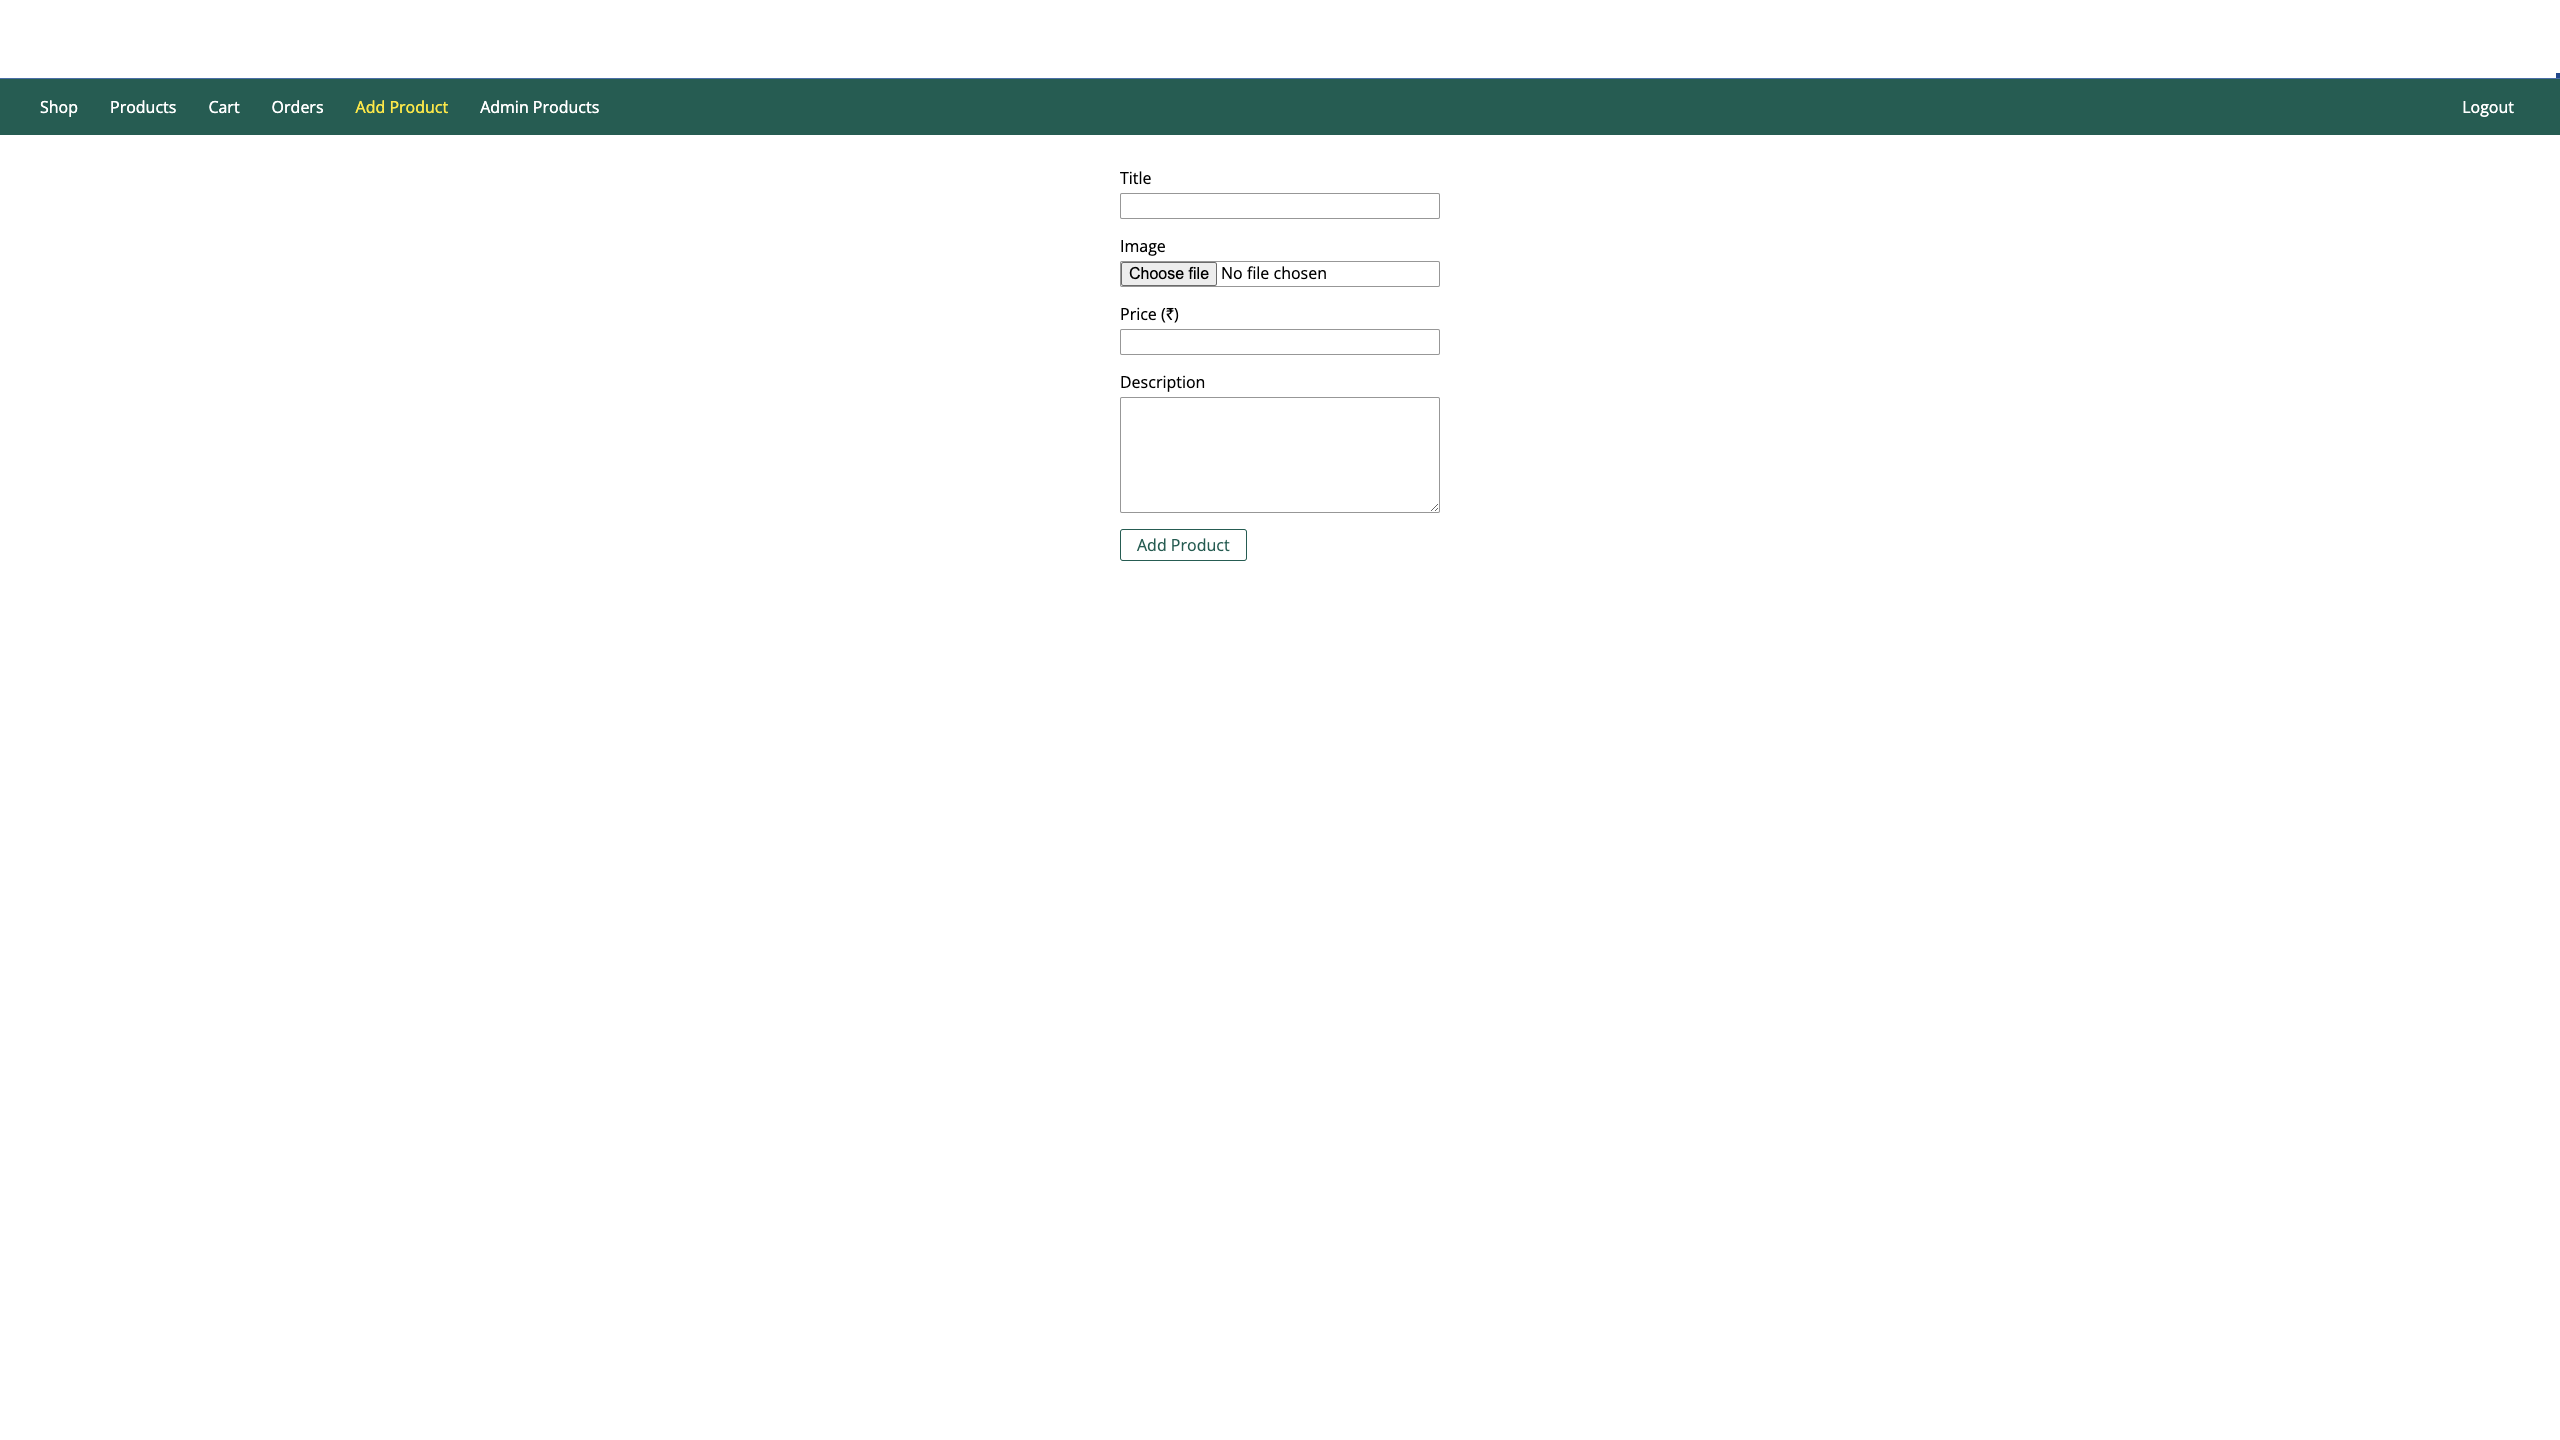 Shop Products Cart Orders Add Product Admin Products Logout
Title
Image
Choose file No file chosen
Price (₹)
Description
Add Product